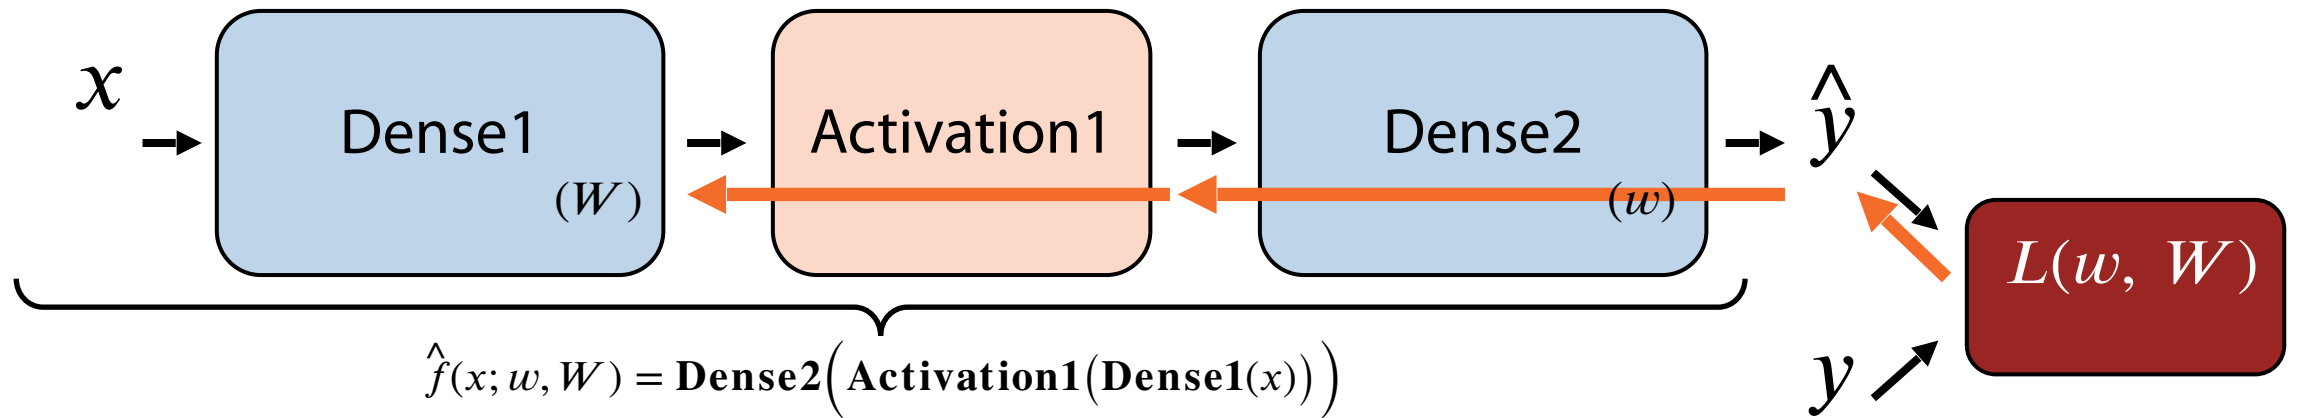 x Dense1 Activation1 Dense2 ŷ
(W) (w)
L(w, W)
f̂(x; w, W) = Dense2(Activation1(Dense1(x)))
y